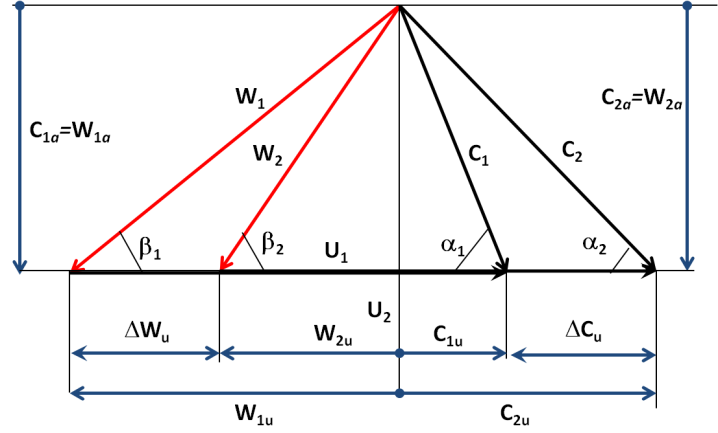 W₁
C₂ₐ=W₂ₐ
C₁ₐ=W₁ₐ
W₂
C₁
C₂
β₁
β₂
U₁
α₁
α₂
U₂
ΔWᵤ
W₂ᵤ
C₁ᵤ
ΔCᵤ
W₁ᵤ
C₂ᵤ